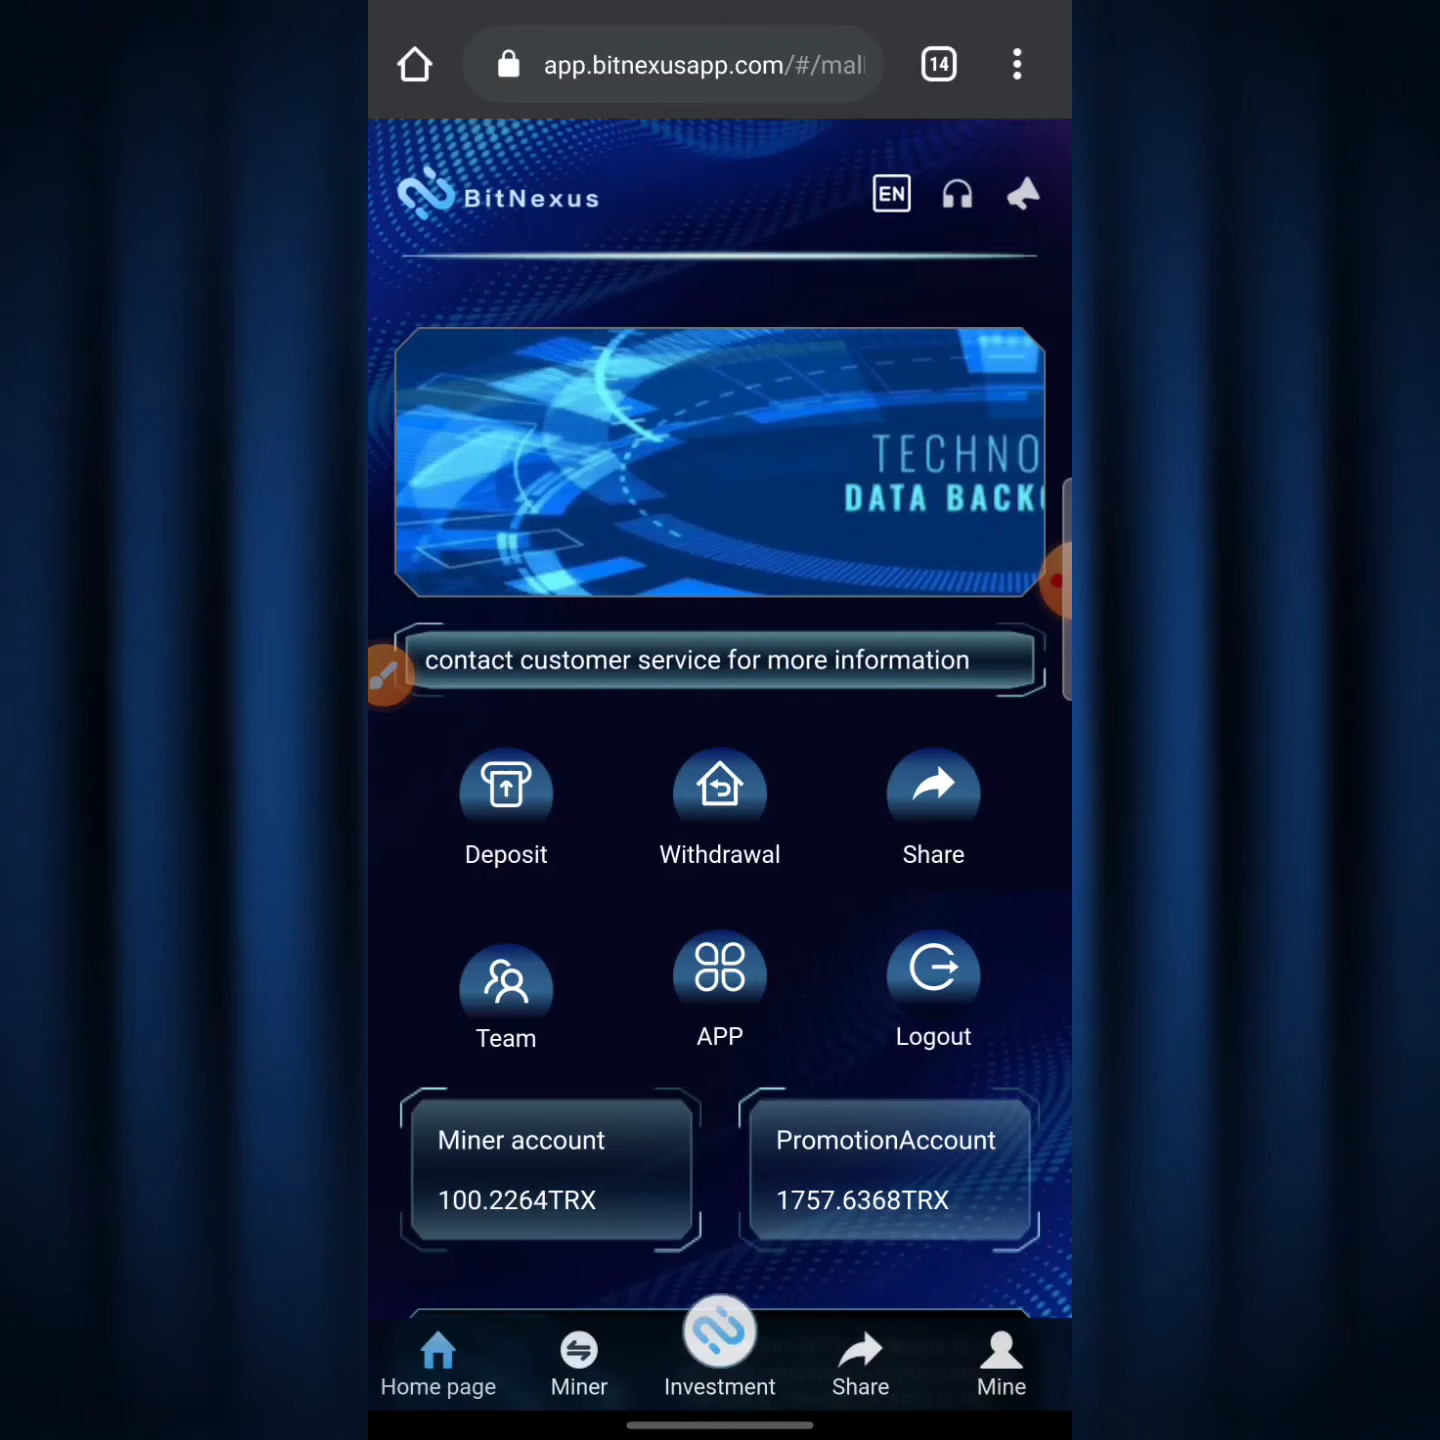 14
app.bitnexusapp.com/#/mal
BitNexus
EN
TECHNO
DATA BACK
contact customer service for more information
Deposit
Withdrawal
Share
Team
APP
Logout
Miner account
PromotionAccount
100.2264TRX
1757.6368TRX
Home page
Miner
Investment
Share
Mine